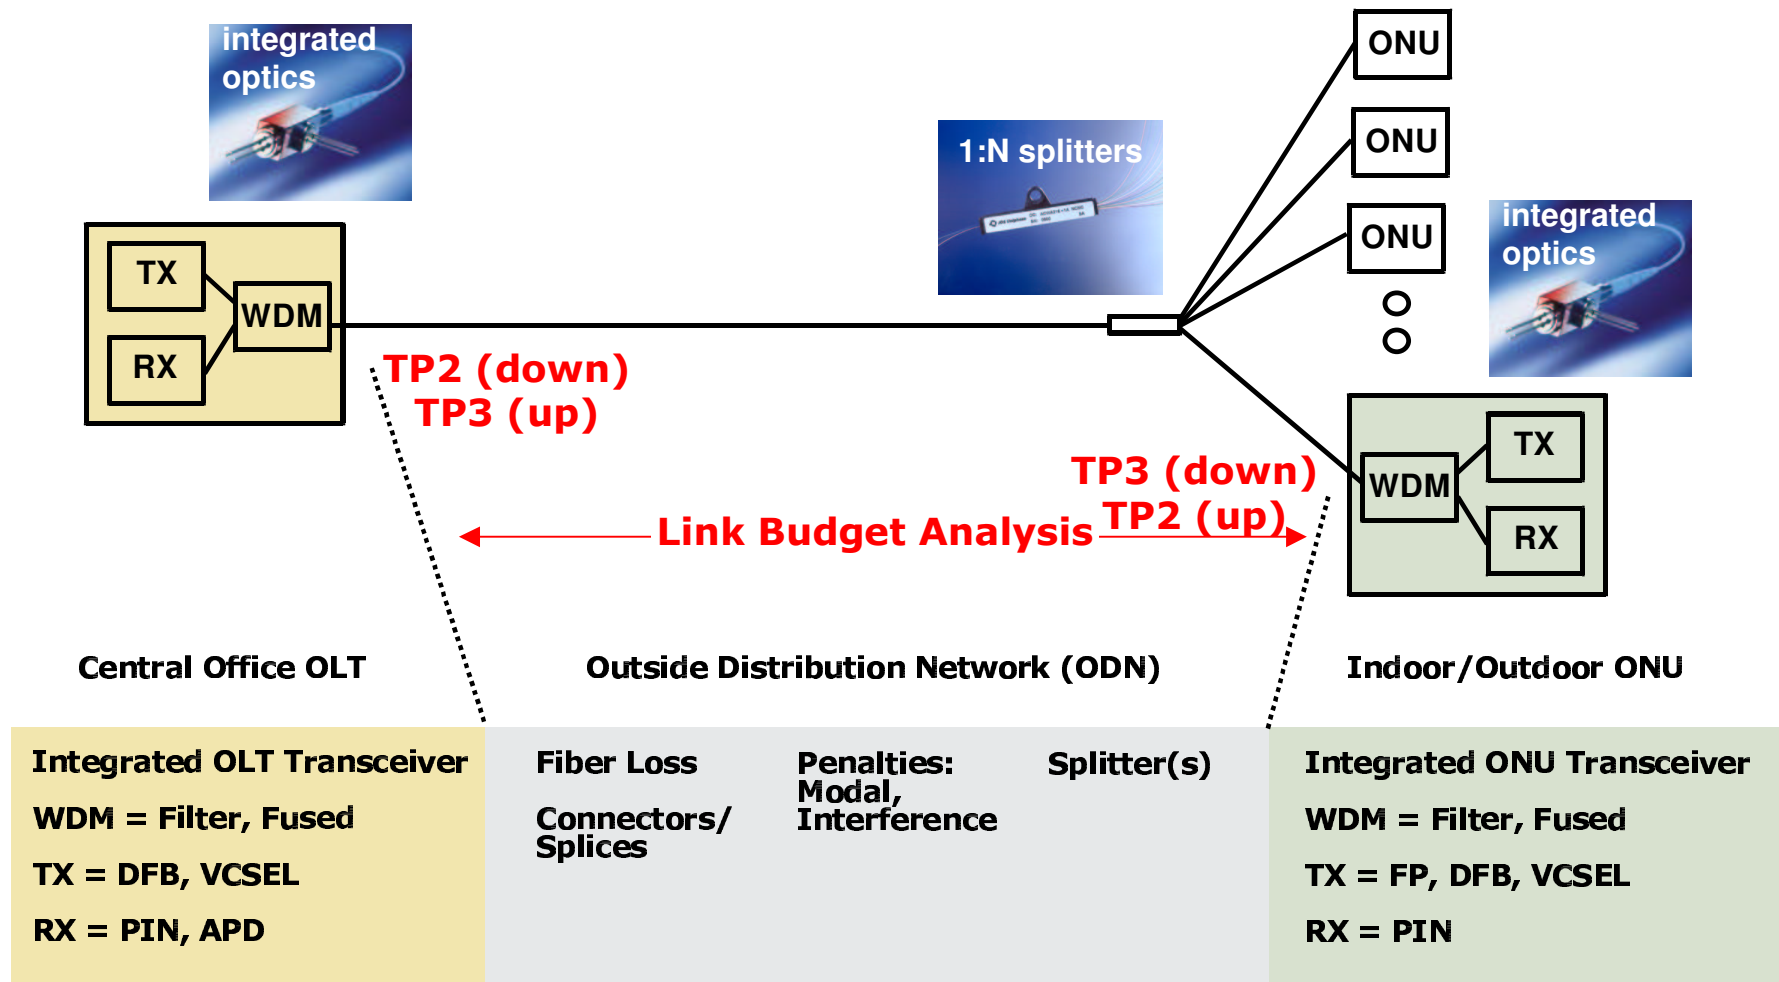 integrated
optics
1:N splitters
ONU
ONU
ONU
integrated
optics
TX
WDM
RX
TP2 (down)
TP3 (up)
TP3 (down)
TP2 (up)
Link Budget Analysis
TX
WDM
RX
Central Office OLT
Outside Distribution Network (ODN)
Indoor/Outdoor ONU
Integrated OLT Transceiver
WDM = Filter, Fused
TX = DFB, VCSEL
RX = PIN, APD
Fiber Loss
Connectors/
Splices
Penalties:
Modal,
Interference
Splitter(s)
Integrated ONU Transceiver
WDM = Filter, Fused
TX = FP, DFB, VCSEL
RX = PIN